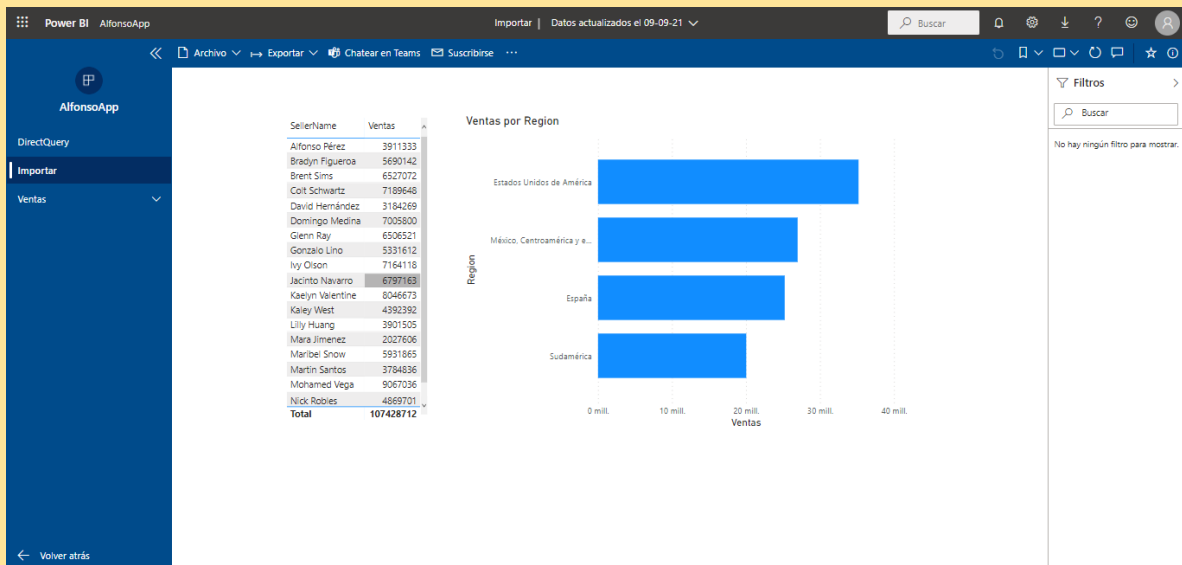 Power BI AlfonsoApp Importar | Datos actualizados el 09-09-21 Buscar
Archivo Exportar Chatear en Teams Suscribirse ...
AlfonsoApp
DirectQuery
Importar
Ventas
Volver atrás
SellerName Ventas
Alfonso Pérez 3911333
Bradyn Figueroa 5690142
Brent Sims 6527072
Colt Schwartz 7189648
David Hernández 3184269
Domingo Medina 7005800
Glenn Ray 6506521
Gonzalo Lino 5331612
Ivy Olson 7164118
Jacinto Navarro 6797163
Kaelyn Valentine 8046673
Kaley West 4392392
Lilly Huang 3901505
Mara Jimenez 2027606
Maribel Snow 5931865
Martín Santos 3784836
Mohamed Vega 9067036
Nick Robles 4869701
Total 107428712
Ventas por Region
Region
Estados Unidos de América
México, Centroamérica y e...
España
Sudamérica
0 mill. 10 mill. 20 mill. 30 mill. 40 mill.
Ventas
Filtros
Buscar
No hay ningún filtro para mostrar.